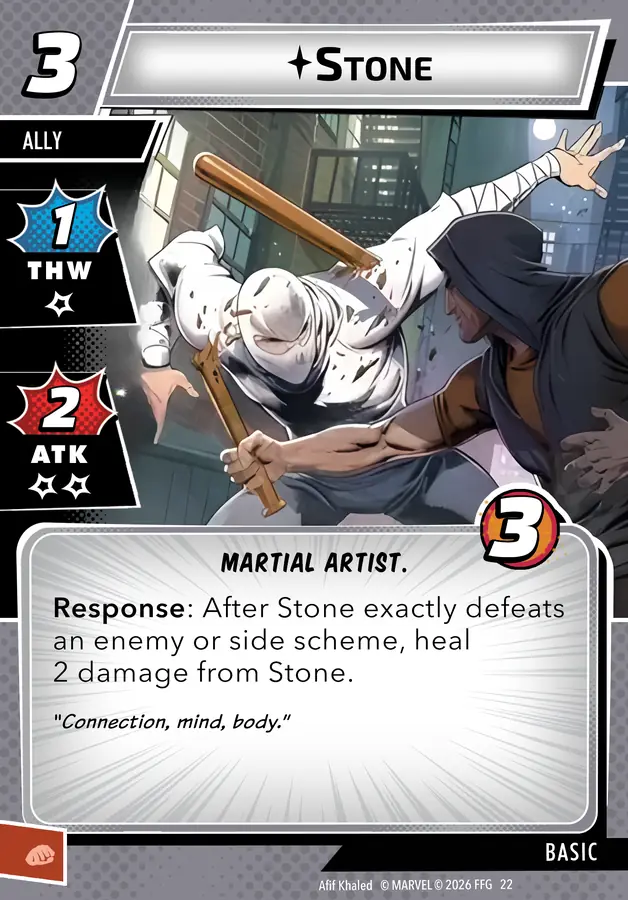 3
STONE
ALLY
1
THW
2
ATK
3
MARTIAL ARTIST.
Response: After Stone exactly defeats
an enemy or side scheme, heal
2 damage from Stone.
"Connection, mind, body."
BASIC
Afif Khaled © MARVEL © 2026 FFG 22